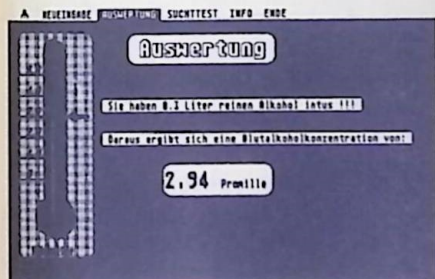 A NEUEINGABE AUSWERTUNG SUCHTTEST INFO ENDE
Auswertung
Sie haben 0.1 Liter reinen Alkohol intus !!!
Daraus ergibt sich eine Blutalkoholkonzentration von:
2,94 Promille